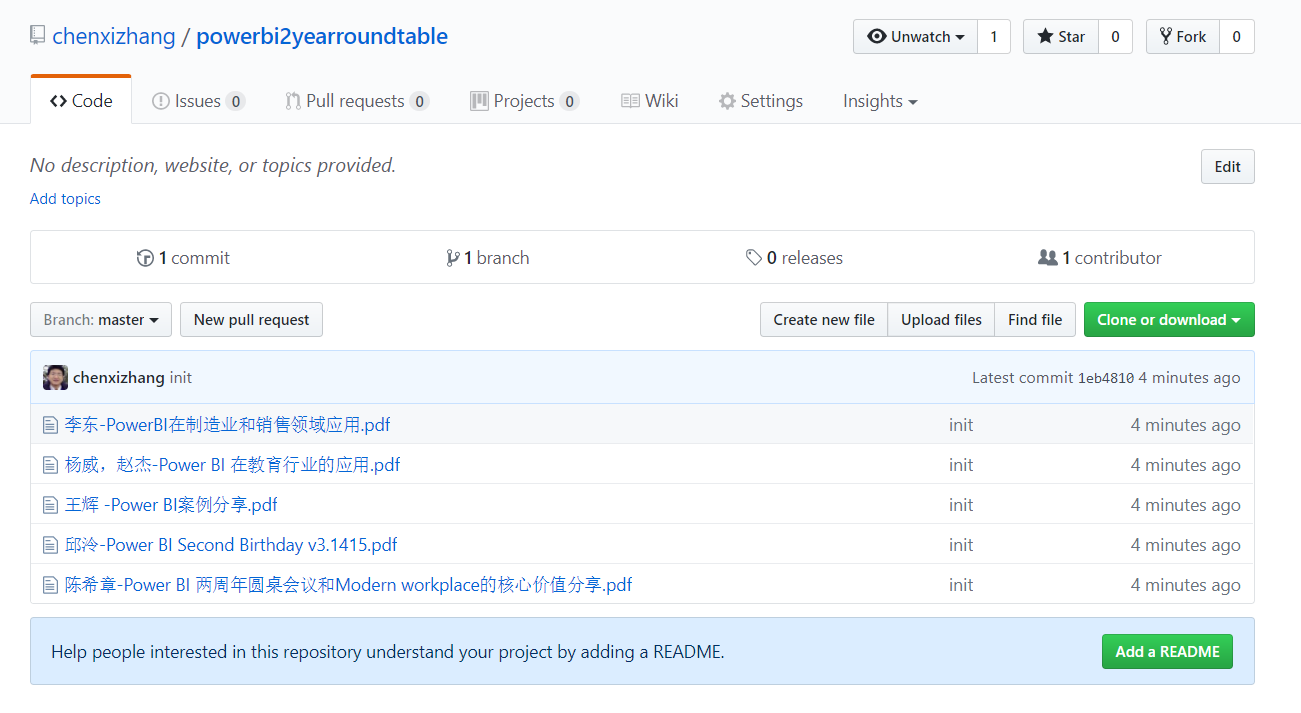 chenxizhang / powerbi2yearroundtable Unwatch 1 Star 0 Fork 0
Code Issues 0 Pull requests 0 Projects 0 Wiki Settings Insights
No description, website, or topics provided. Edit
Add topics
1 commit 1 branch 0 releases 1 contributor
Branch: master New pull request Create new file Upload files Find file Clone or download
chenxizhang init Latest commit 1eb4810 4 minutes ago
李东-PowerBI在制造业和销售领域应用.pdf init 4 minutes ago
杨威，赵杰-Power BI 在教育行业的应用.pdf init 4 minutes ago
王辉 -Power BI案例分享.pdf init 4 minutes ago
邱泠-Power BI Second Birthday v3.1415.pdf init 4 minutes ago
陈希章-Power BI 两周年圆桌会议和Modern workplace的核心价值分享.pdf init 4 minutes ago
Help people interested in this repository understand your project by adding a README. Add a README